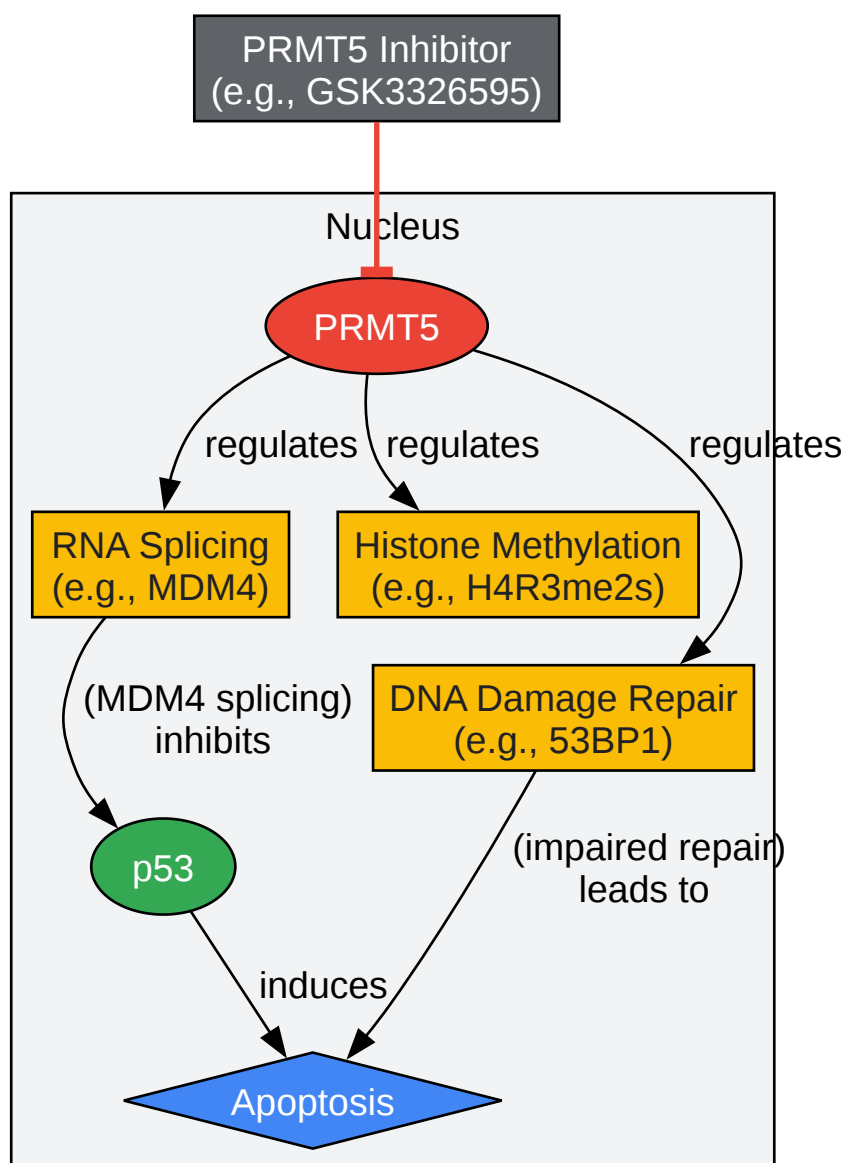 PRMT5 Inhibitor
(e.g., GSK3326595)
Nucleus
PRMT5
regulates
regulates
regulates
RNA Splicing
(e.g., MDM4)
Histone Methylation
(e.g., H4R3me2s)
DNA Damage Repair
(e.g., 53BP1)
(MDM4 splicing)
inhibits
p53
(impaired repair)
leads to
induces
Apoptosis